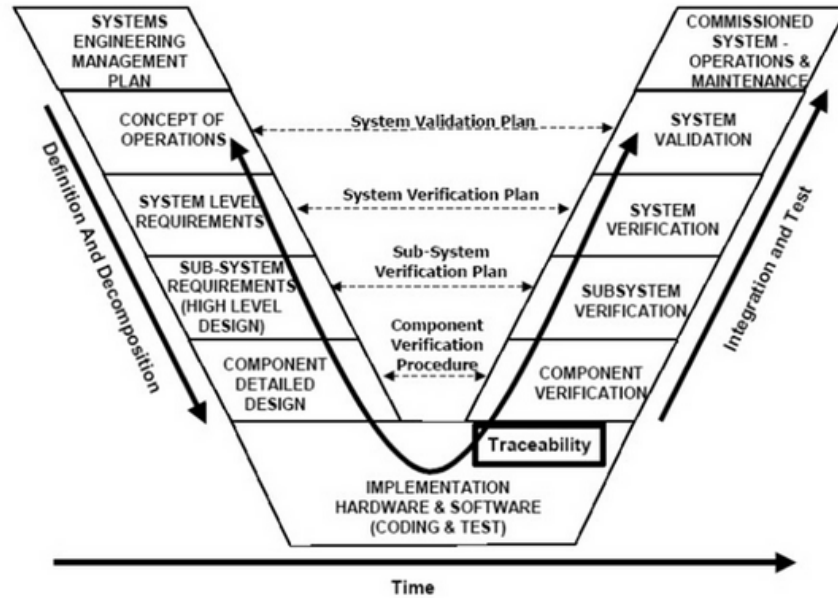 SYSTEMS
ENGINEERING
MANAGEMENT
PLAN
COMMISSIONED
SYSTEM -
OPERATIONS &
MAINTENANCE
CONCEPT OF
OPERATIONS
System Validation Plan
SYSTEM
VALIDATION
SYSTEM LEVEL
REQUIREMENTS
System Verification Plan
SYSTEM
VERIFICATION
SUB-SYSTEM
REQUIREMENTS
(HIGH LEVEL
DESIGN)
Sub-System
Verification Plan
SUBSYSTEM
VERIFICATION
COMPONENT
DETAILED
DESIGN
Component
Verification
Procedure
COMPONENT
VERIFICATION
Definition And Decomposition
Integration and Test
Traceability
IMPLEMENTATION
HARDWARE & SOFTWARE
(CODING & TEST)
Time